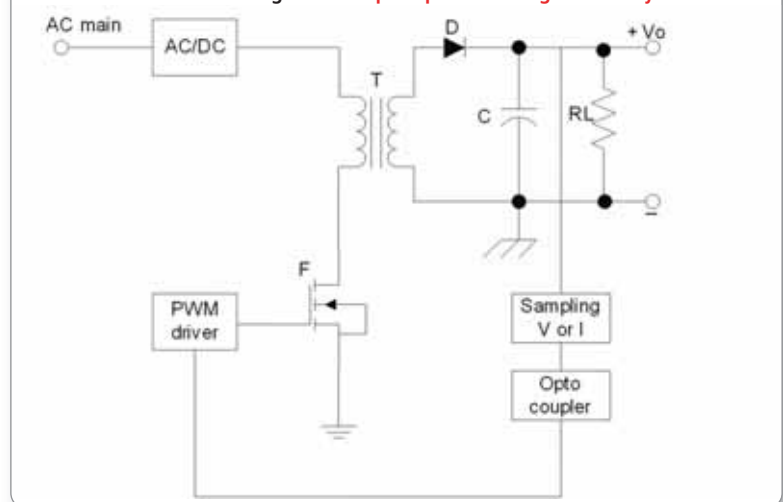 AC main
AC/DC
T
D
+ Vo
C
RL
–
F
PWM
driver
Sampling
V or I
Opto
coupler